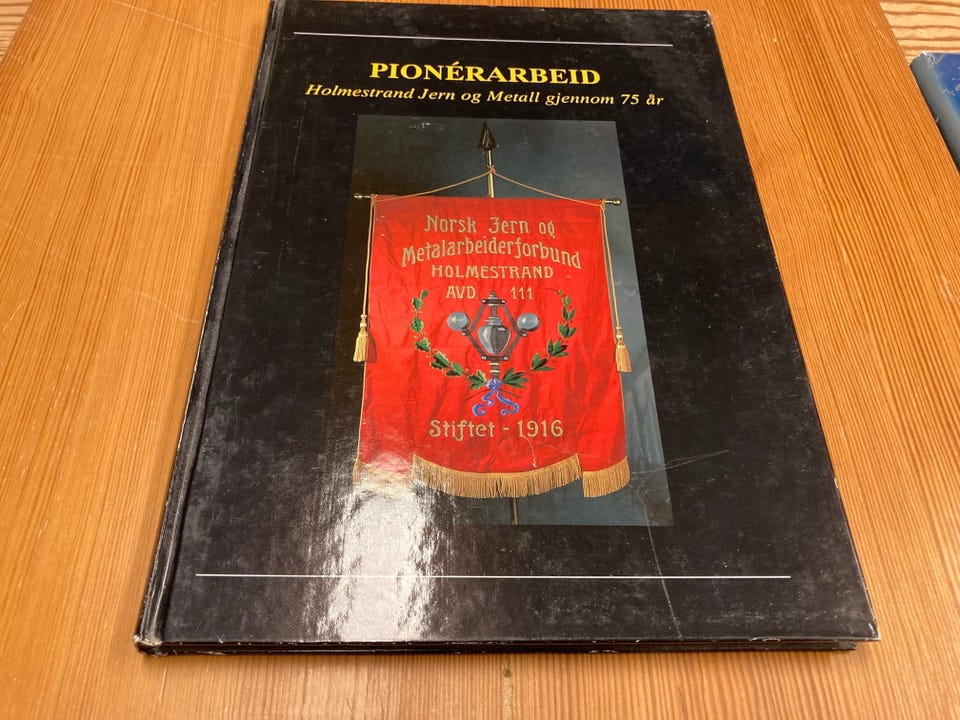 PIONÉRARBEID
Holmestrand Jern og Metall gjennom 75 år
Norsk Jern og
Metalarbeiderforbund
HOLMESTRAND
AVD. 111
Stiftet - 1916